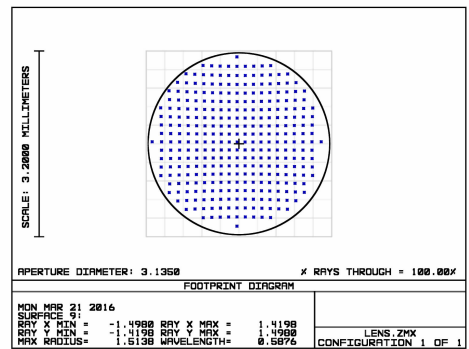 SCALE: 3.2000 MILLIMETERS
APERTURE DIAMETER: 3.1350 % RAYS THROUGH = 100.00%
FOOTPRINT DIAGRAM
MON MAR 21 2016
SURFACE 9:
RAY X MIN = -1.4980 RAY X MAX = 1.4198
RAY Y MIN = -1.4198 RAY Y MAX = 1.4980
MAX RADIUS= 1.5138 WAVELENGTH= 0.5876
LENS.ZMX
CONFIGURATION 1 OF 1